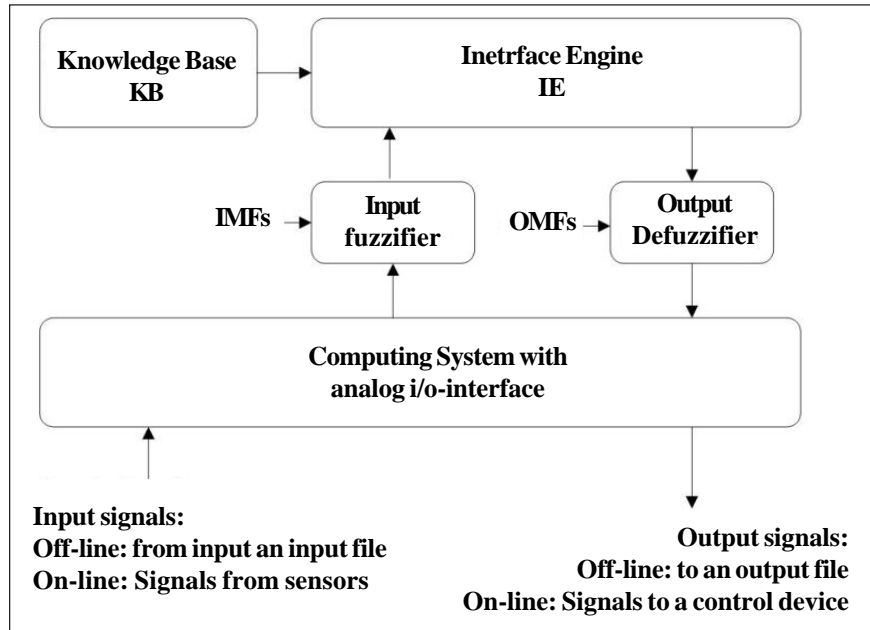 Knowledge Base
KB
Inetrface Engine
IE
IMFs
Input
fuzzifier
OMFs
Output
Defuzzifier
Computing System with
analog i/o-interface
Input signals:
Off-line: from input an input file
On-line: Signals from sensors
Output signals:
Off-line: to an output file
On-line: Signals to a control device